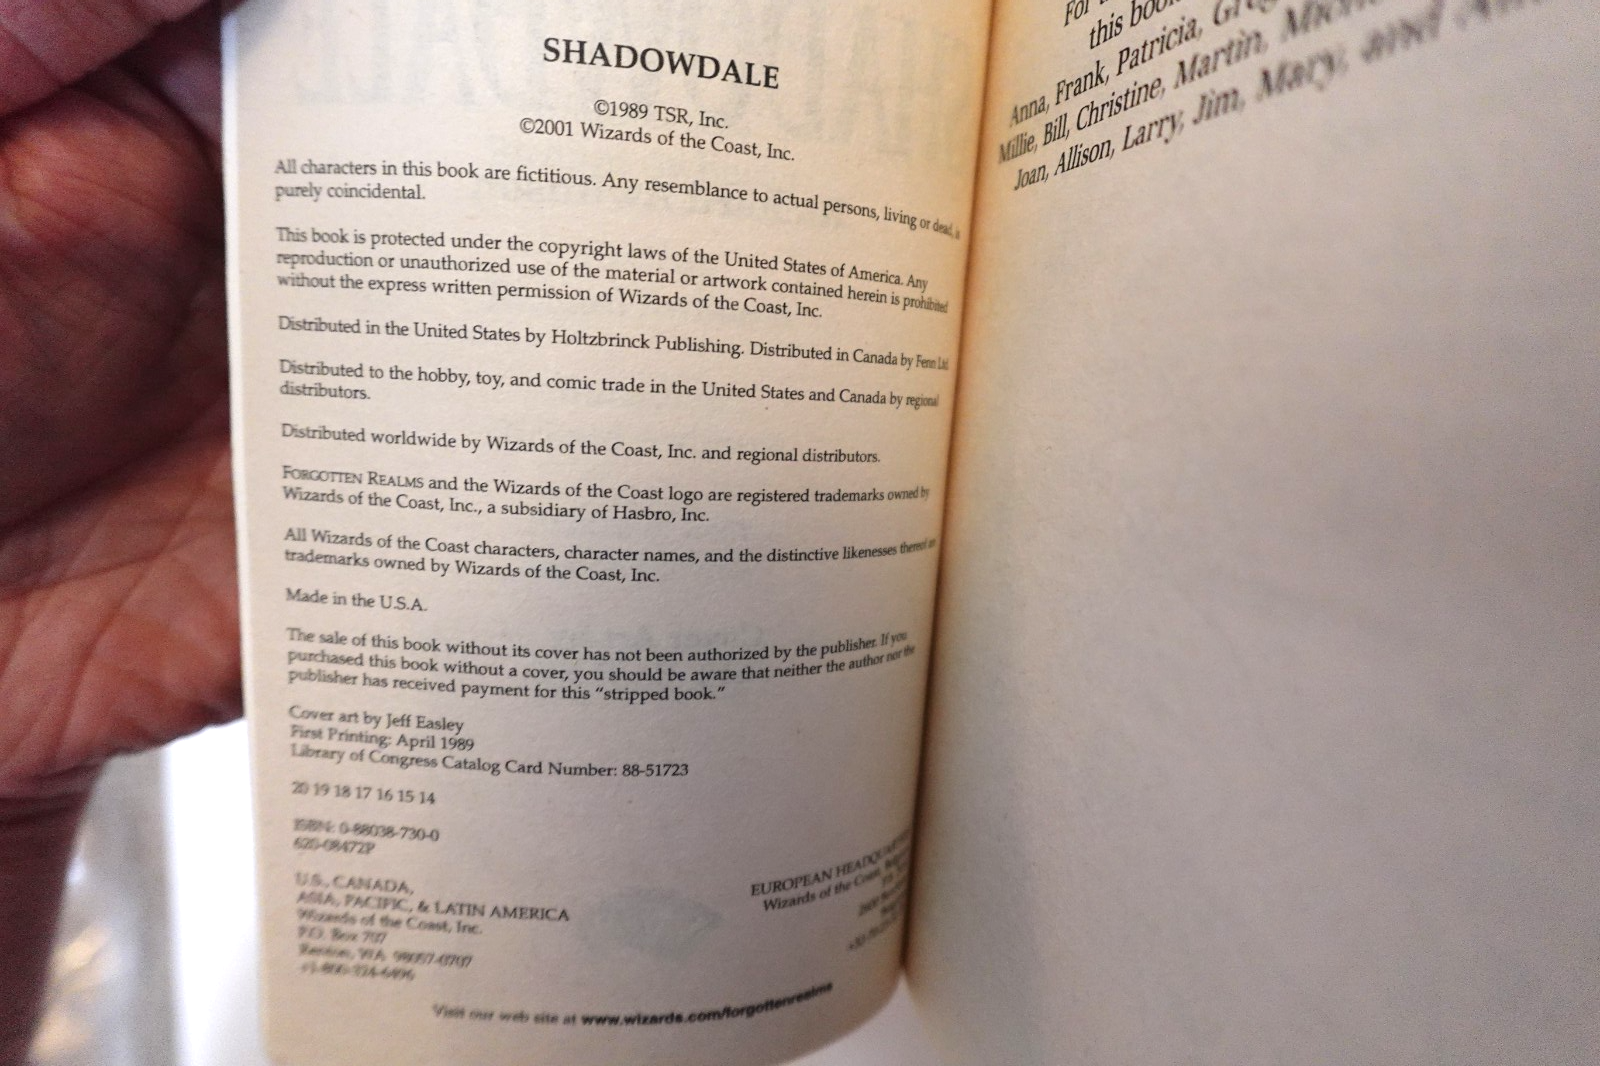 SHADOWDALE
©1989 TSR, Inc.
©2001 Wizards of the Coast, Inc.
All characters in this book are fictitious. Any resemblance to actual persons, living or dead, is
purely coincidental.
This book is protected under the copyright laws of the United States of America. Any
reproduction or unauthorized use of the material or artwork contained herein is prohibited
without the express written permission of Wizards of the Coast, Inc.
Distributed in the United States by Holtzbrinck Publishing. Distributed in Canada by Fenn Ltd.
Distributed to the hobby, toy, and comic trade in the United States and Canada by regional
distributors.
Distributed worldwide by Wizards of the Coast, Inc. and regional distributors.
FORGOTTEN REALMS and the Wizards of the Coast logo are registered trademarks owned by
Wizards of the Coast, Inc., a subsidiary of Hasbro, Inc.
All Wizards of the Coast characters, character names, and the distinctive likenesses thereof are
trademarks owned by Wizards of the Coast, Inc.
Made in the U.S.A.
The sale of this book without its cover has not been authorized by the publisher. If you
purchased this book without a cover, you should be aware that neither the author nor the
publisher has received payment for this “stripped book.”
Cover art by Jeff Easley
First Printing: April 1989
Library of Congress Catalog Card Number: 88-51723
20 19 18 17 16 15 14
ISBN: 0-88038-730-0
620-08472P
U.S., CANADA,
ASIA, PACIFIC, & LATIN AMERICA
Wizards of the Coast, Inc.
P.O. Box 707
Renton, WA 98057-0707
+1-800-324-6496
EUROPEAN HEADQUARTERS
Wizards of the Coast,
Visit our web site at www.wizards.com/forgottenrealms
For
this book
Anna, Frank, Patricia,
Millie, Bill, Christine, Martin,
Joan, Allison, Larry, Jim, Mary, and